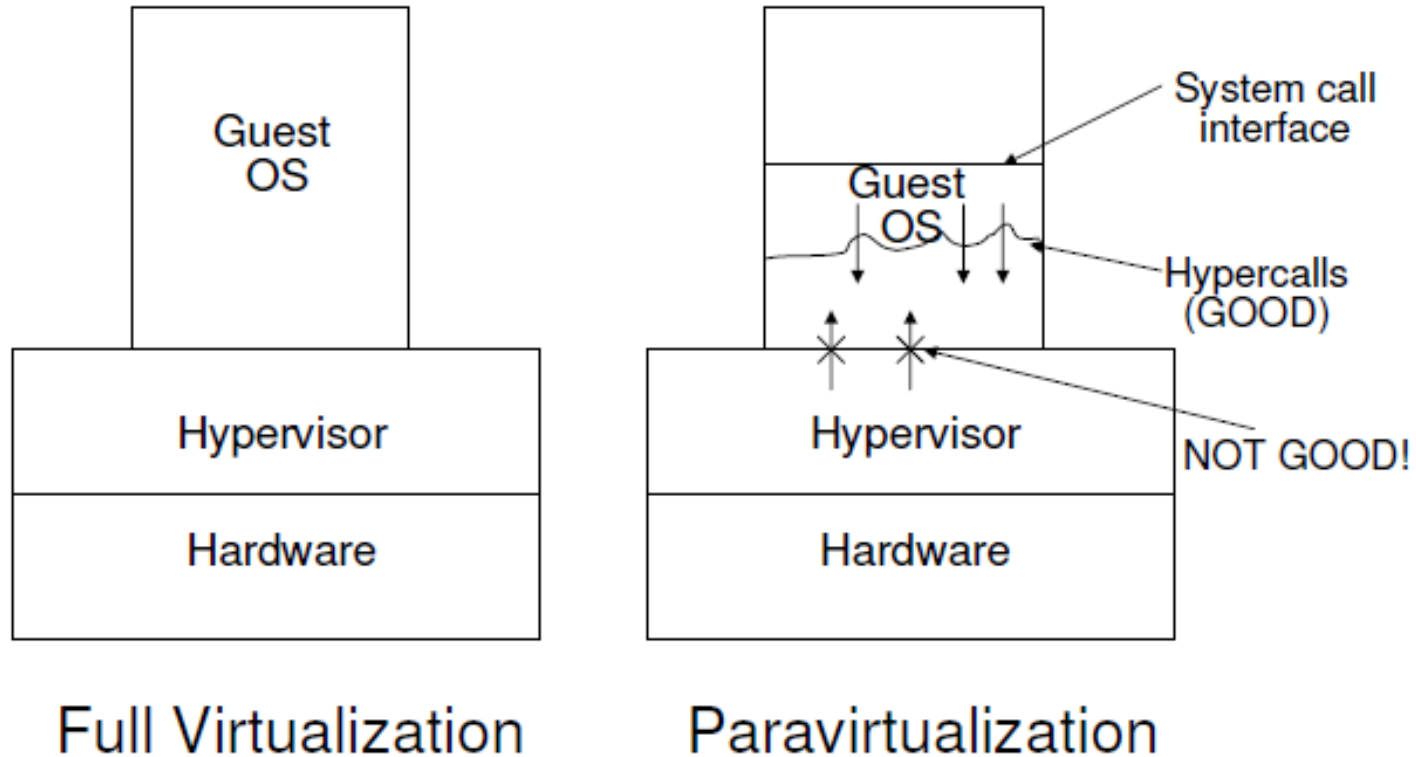 Guest
OS
Hypervisor
Hardware
Full Virtualization
System call
interface
Guest
OS
Hypercalls
(GOOD)
Hypervisor
NOT GOOD!
Hardware
Paravirtualization